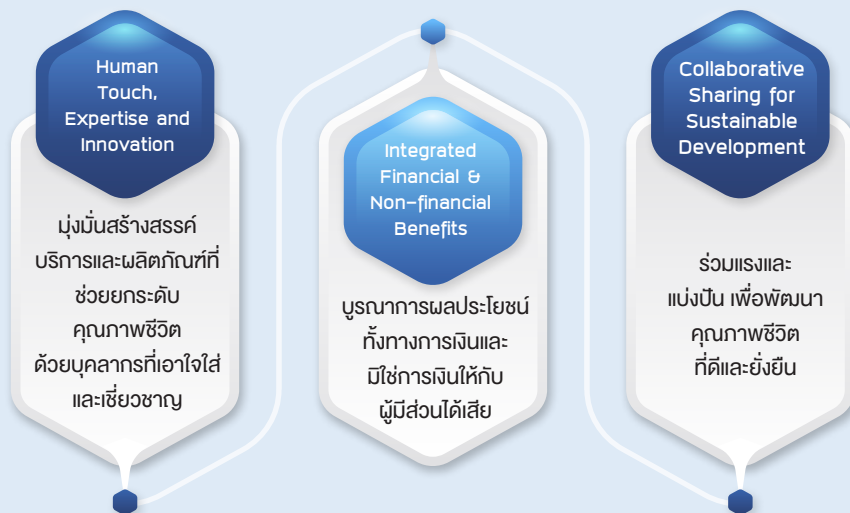 Human
Touch,
Expertise and
Innovation
มุ่งมั่นสร้างสรรค์
บริการและผลิตภัณฑ์ที่
ช่วยยกระดับ
คุณภาพชีวิต
ด้วยบุคลากรที่เอาใจใส่
และเชี่ยวชาญ
Integrated
Financial &
Non-financial
Benefits
บูรณาการผลประโยชน์
ทั้งทางการเงินและ
มิใช่การเงินให้กับ
ผู้มีส่วนได้เสีย
Collaborative
Sharing for
Sustainable
Development
ร่วมแรงและ
แบ่งปัน เพื่อพัฒนา
คุณภาพชีวิต
ที่ดีและยั่งยืน